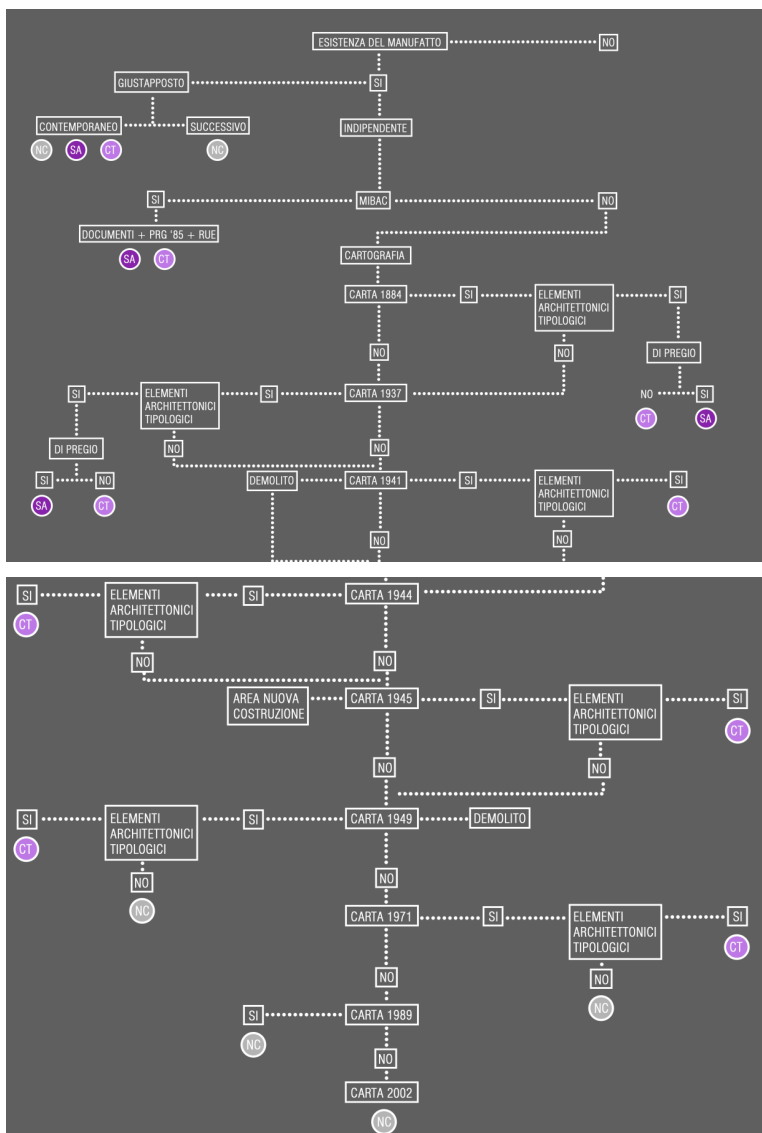 ESISTENZA DEL MANUFATTO
NO
GIUSTAPPOSTO
SI
CONTEMPORANEO
SUCCESSIVO
INDIPENDENTE
NC
SA
CT
NC
SI
MIBAC
NO
DOCUMENTI + PRG '85 + RUE
SA
CT
CARTOGRAFIA
CARTA 1884
SI
ELEMENTI
ARCHITETTONICI
TIPOLOGICI
SI
NO
NO
DI PREGIO
SI
ELEMENTI
ARCHITETTONICI
TIPOLOGICI
SI
CARTA 1937
NO
SI
CT
SA
DI PREGIO
NO
NO
SI
NO
SA
CT
DEMOLITO
CARTA 1941
SI
ELEMENTI
ARCHITETTONICI
TIPOLOGICI
SI
CT
NO
NO
SI
CT
ELEMENTI
ARCHITETTONICI
TIPOLOGICI
SI
CARTA 1944
NO
NO
AREA NUOVA
COSTRUZIONE
CARTA 1945
SI
ELEMENTI
ARCHITETTONICI
TIPOLOGICI
SI
CT
NO
NO
SI
CT
ELEMENTI
ARCHITETTONICI
TIPOLOGICI
SI
CARTA 1949
DEMOLITO
NO
NC
NO
CARTA 1971
SI
ELEMENTI
ARCHITETTONICI
TIPOLOGICI
SI
CT
NO
NO
NC
SI
NC
CARTA 1989
NO
CARTA 2002
NC